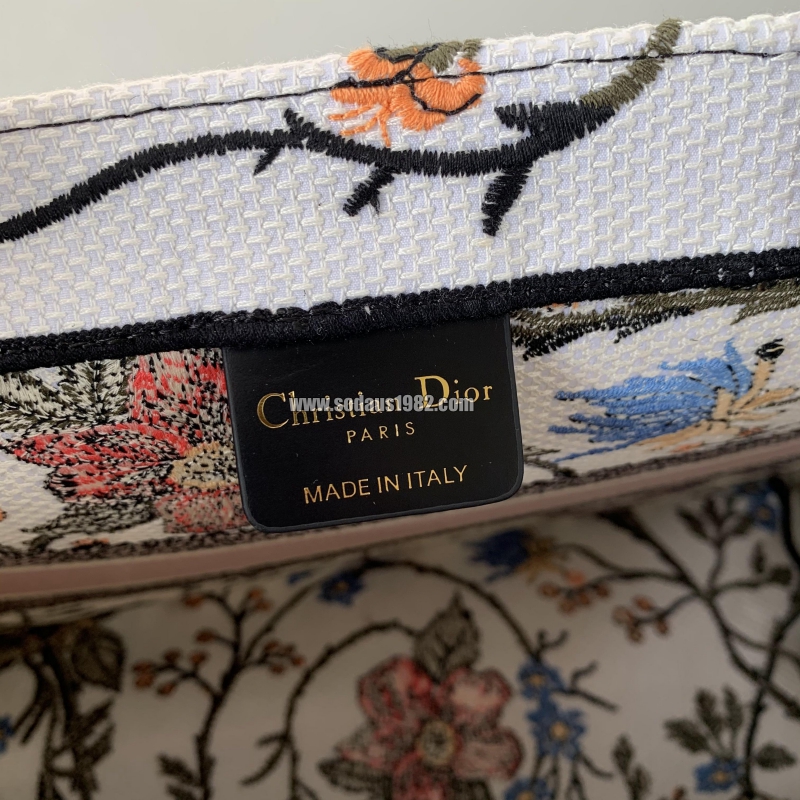 Christian Dior
www.sodaus1982.com
PARIS
MADE IN ITALY